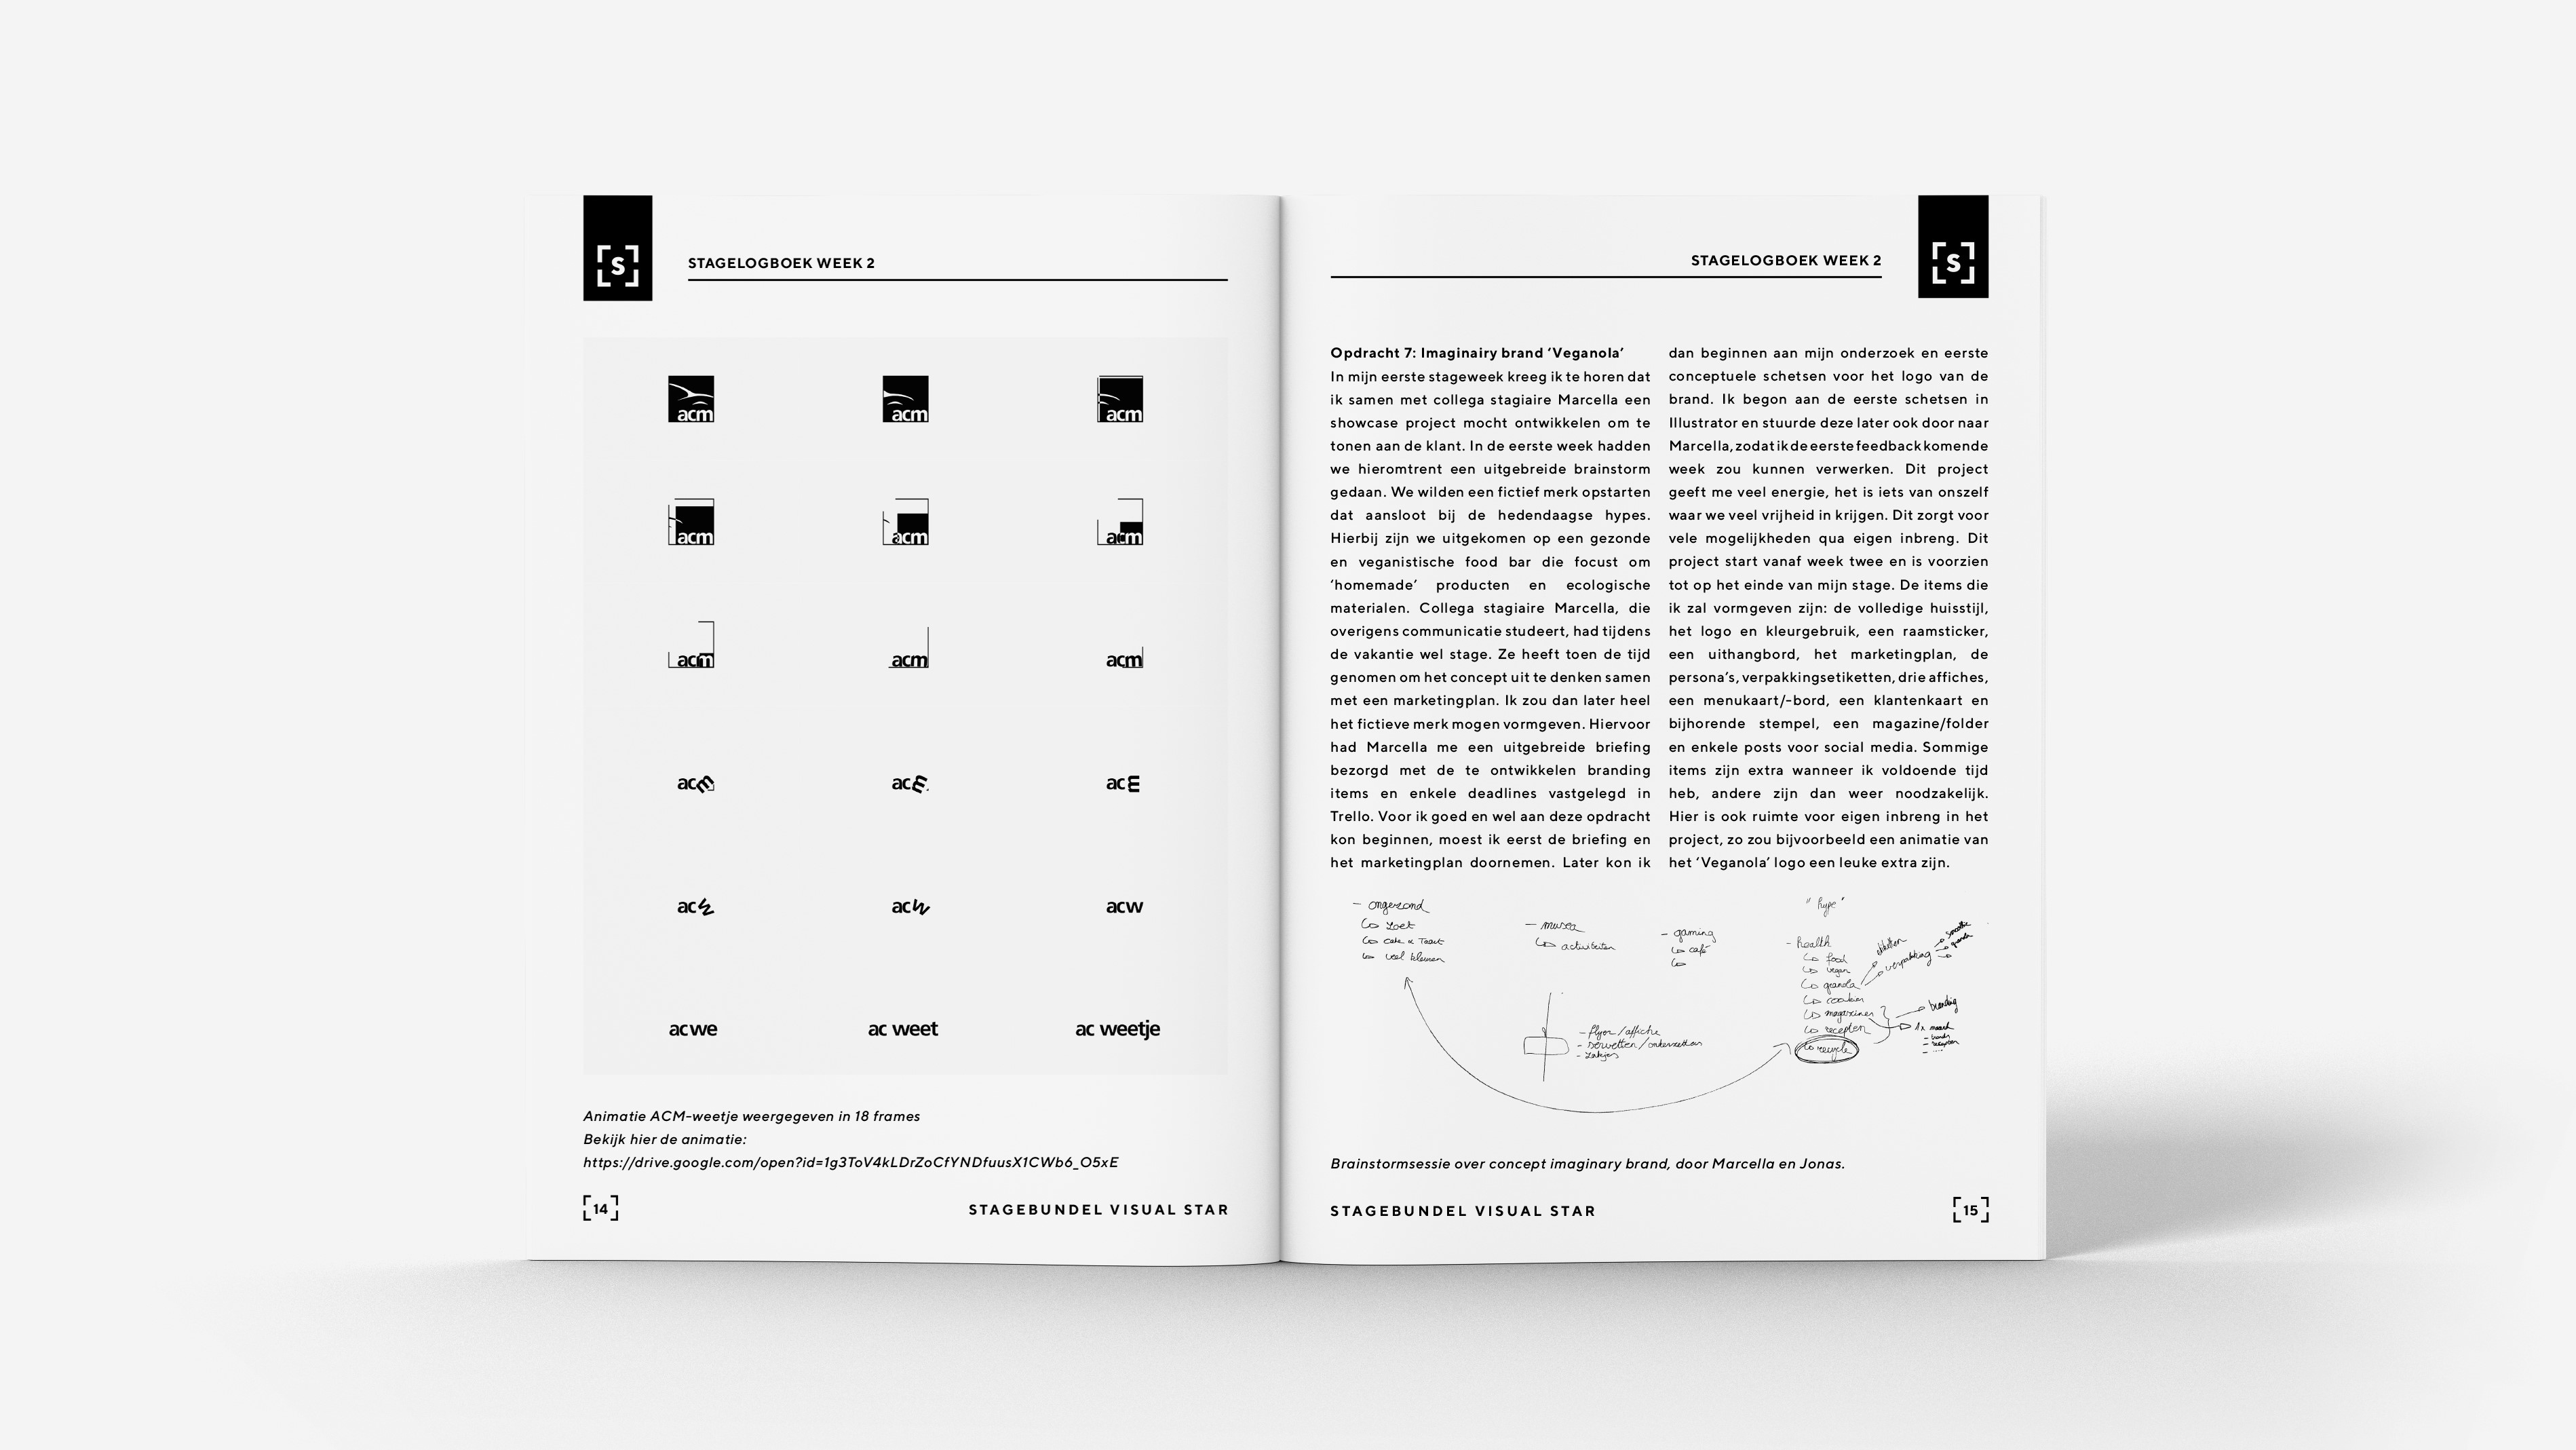 [S]
STAGELOGBOEK WEEK 2
acm
acm
acm
acm
acm
acm
acm
acm
acm
acm
acm
acm
acw
acw
acw
ac we
ac weet
ac weetje
Animatie ACM-weetje weergegeven in 18 frames
Bekijk hier de animatie:
https://drive.google.com/open?id=1g3ToV4kLDrZoCfYNDfuusX1CWb6_O5xE
[14]
STAGEBUNDEL VISUAL STAR
STAGELOGBOEK WEEK 2
[S]
Opdracht 7: Imaginairy brand ‘Veganola’
In mijn eerste stageweek kreeg ik te horen dat
ik samen met collega stagiaire Marcella een
showcase project mocht ontwikkelen om te
tonen aan de klant. In de eerste week hadden
we hieromtrent een uitgebreide brainstorm
gedaan. We wilden een fictief merk opstarten
dat aansloot bij de hedendaagse hypes.
Hierbij zijn we uitgekomen op een gezonde
en veganistische food bar die focust om
‘homemade’ producten en ecologische
materialen. Collega stagiaire Marcella, die
overigens communicatie studeert, had tijdens
de vakantie wel stage. Ze heeft toen de tijd
genomen om het concept uit te denken samen
met een marketingplan. Ik zou dan later heel
het fictieve merk mogen vormgeven. Hiervoor
had Marcella me een uitgebreide briefing
bezorgd met de te ontwikkelen branding
items en enkele deadlines vastgelegd in
Trello. Voor ik goed en wel aan deze opdracht
kon beginnen, moest ik eerst de briefing en
het marketingplan doornemen. Later kon ik
dan beginnen aan mijn onderzoek en eerste
conceptuele schetsen voor het logo van de
brand. Ik begon aan de eerste schetsen in
Illustrator en stuurde deze later ook door naar
Marcella, zodat ik de eerste feedback komende
week zou kunnen verwerken. Dit project
geeft me veel energie, het is iets van onszelf
waar we veel vrijheid in krijgen. Dit zorgt voor
vele mogelijkheden qua eigen inbreng. Dit
project start vanaf week twee en is voorzien
tot op het einde van mijn stage. De items die
ik zal vormgeven zijn: de volledige huisstijl,
het logo en kleurgebruik, een raamsticker,
een uithangbord, het marketingplan, de
persona’s, verpakkingsetiketten, drie affiches,
een menukaart/-bord, een klantenkaart en
bijhorende stempel, een magazine/folder
en enkele posts voor social media. Sommige
items zijn extra wanneer ik voldoende tijd
heb, andere zijn dan weer noodzakelijk.
Hier is ook ruimte voor eigen inbreng in het
project, zo zou bijvoorbeeld een animatie van
het ‘Veganola’ logo een leuke extra zijn.
- ongezond
zoet
cake & Taart
veel kleuren
- musea
activiteiten
- gaming
café
"hype"
- health
food
vegan
granola
cookies
magazines
recepten
recycle
etiketten
verpakking
smoothie
granola
branding
1x maand
- flyer/affiche
- servetten/onderzetters
- zakjes
Brainstormsessie over concept imaginary brand, door Marcella en Jonas.
STAGEBUNDEL VISUAL STAR
[15]